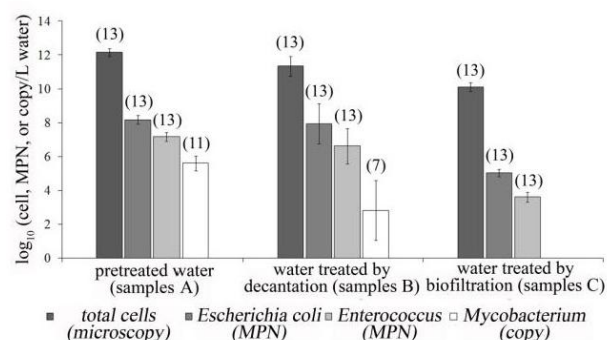 log10 (cell, MPN, or copy/L water)
14
12
10
8
6
4
2
0
(13)
(13)
(13)
(11)
(13)
(13)
(13)
(7)
(13)
(13)
(13)
pretreated water
(samples A)
water treated by
decantation (samples B)
water treated by
biofiltration (samples C)
total cells
(microscopy)
Escherichia coli
(MPN)
Enterococcus
(MPN)
Mycobacterium
(copy)